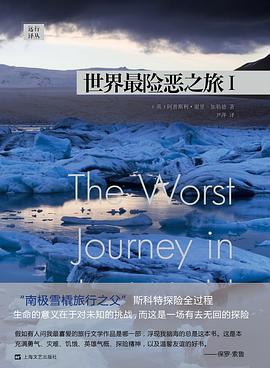 远行
译丛
世界最险恶之旅 I
〔英〕阿普斯利·谢里·加勒德 著
尹萍 译
The Worst
Journey in
“南极雪橇旅行之父”斯科特探险全过程
生命的意义在于对未知的挑战，而这是一场有去无回的探险
假如有人问我最喜爱的旅行文学作品是哪一部，浮现我脑海的总是这本书。这是本
充满勇气、灾难、饥饿、英雄气概、探险精神，以及温馨友谊的好书。
——保罗·索鲁
上海文艺出版社